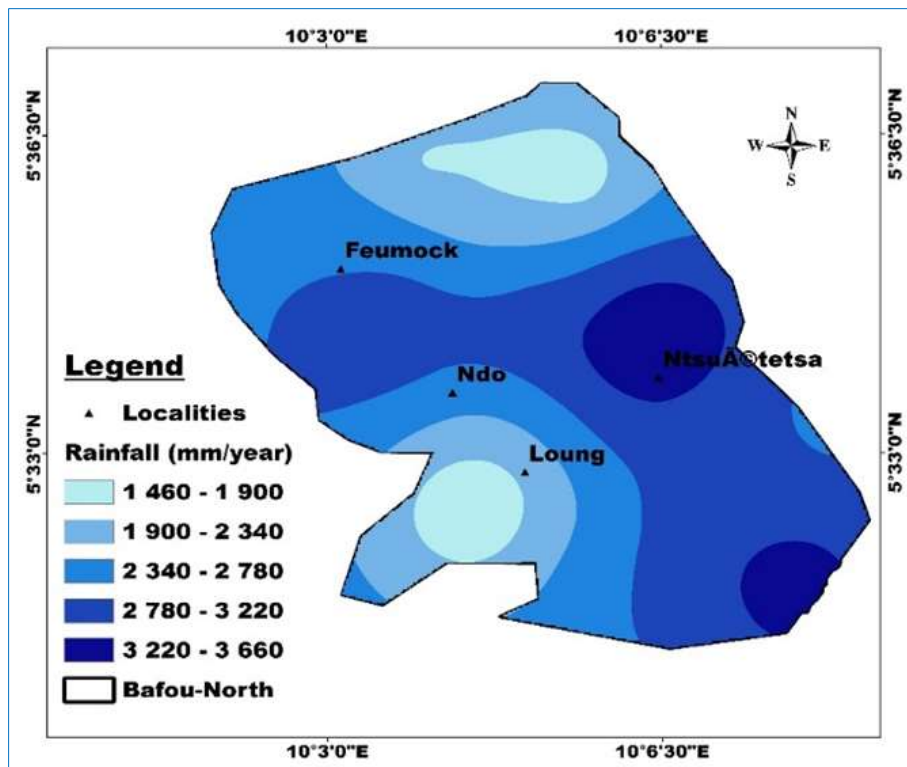 10°3'0"E 10°6'30"E
5°36'30"N 5°36'30"N
N
W E
S
Feumock
NtsuÃ©tetsa
Ndo
Loung
5°33'0"N 5°33'0"N
Legend
Localities
Rainfall (mm/year)
1 460 - 1 900
1 900 - 2 340
2 340 - 2 780
2 780 - 3 220
3 220 - 3 660
Bafou-North
10°3'0"E 10°6'30"E